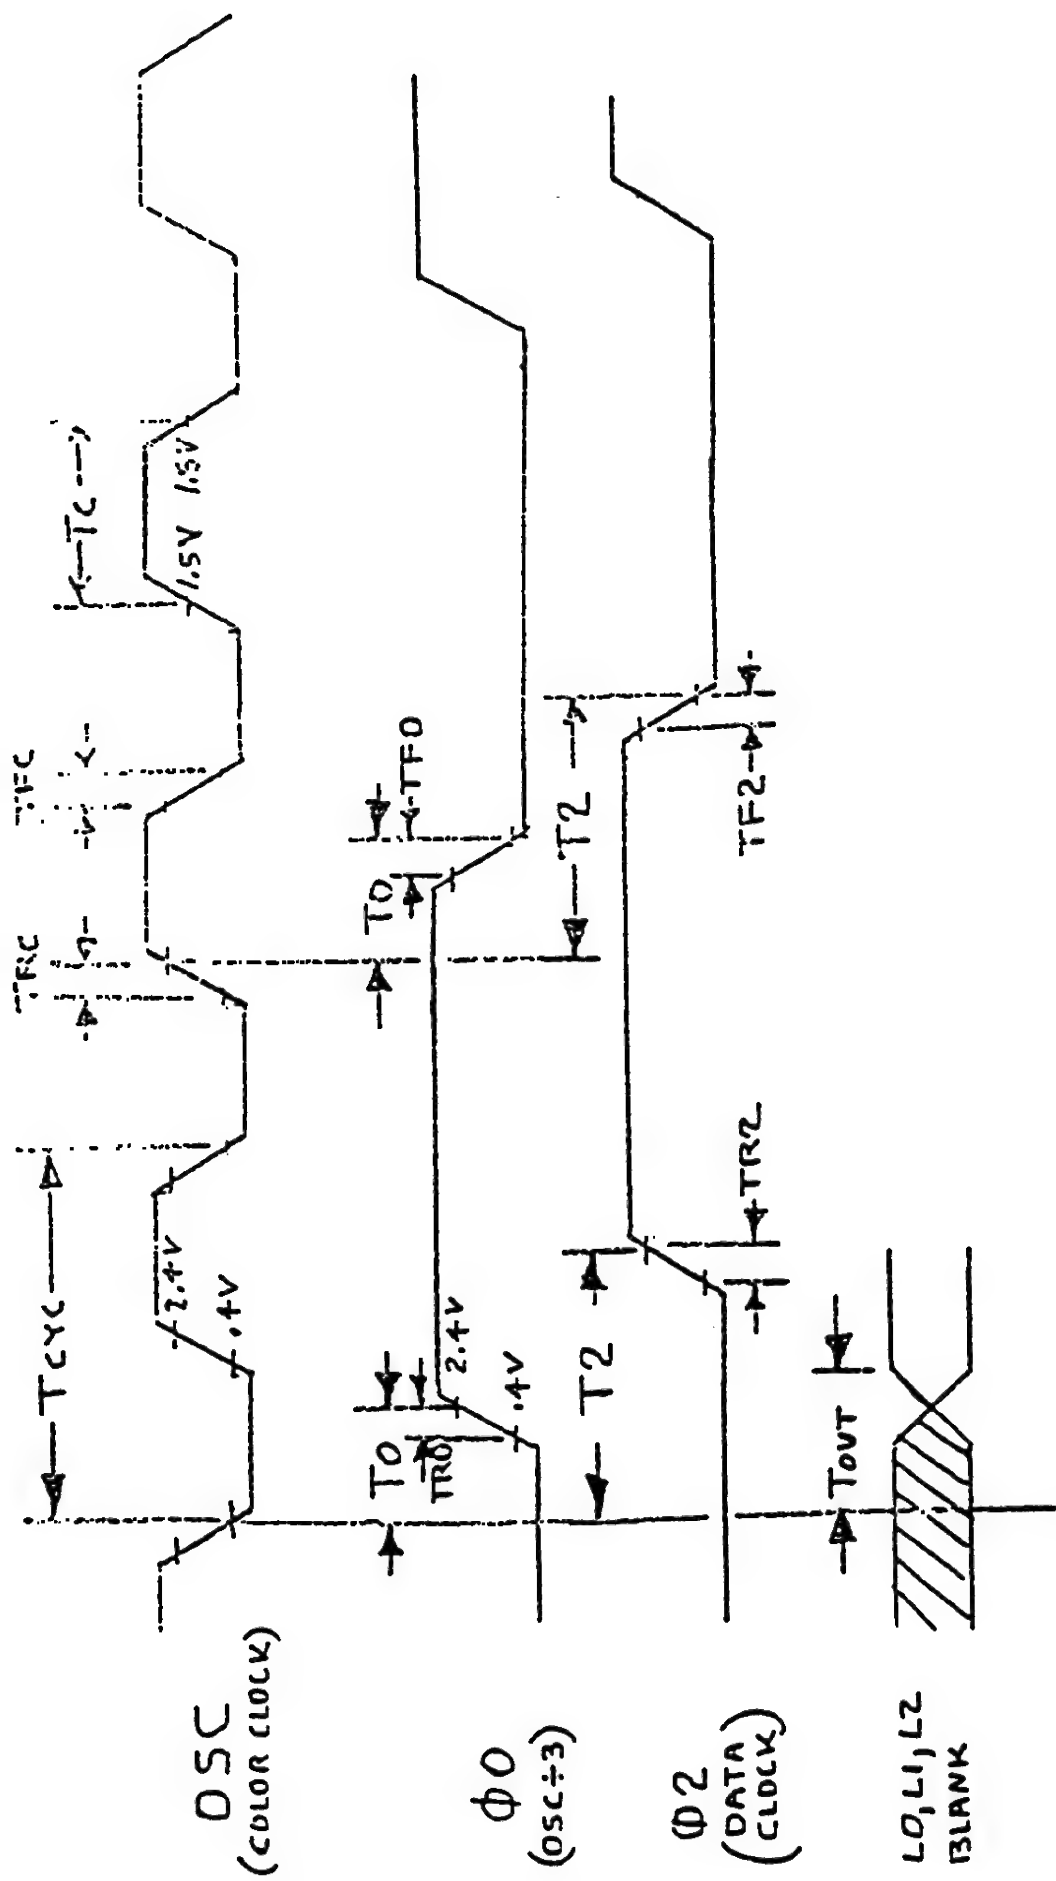 OSC
(COLOR CLOCK)
TCYC
2.4V
.4V
TRC
TFC
TC
1.5V 1.5V
Φ0
(OSC÷3)
T0
TR0
2.4V
.4V
T0
TF0
Φ2
(DATA
CLOCK)
T2
TR2
T2
TF2
L0, L1, L2
BLANK
TOUT